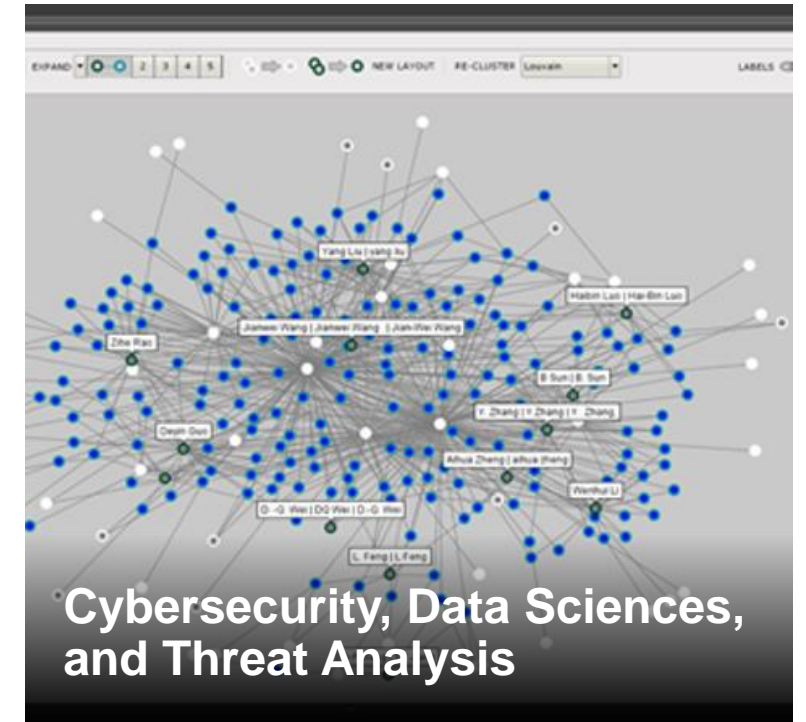 EXPAND 2 3 4 5 NEW LAYOUT RE-CLUSTER Louvain LABELS
Yang Liu | yang liu
Haibin Luo | Hai-Bin Luo
Jianwei Wang | Jianwei Wang | Jian-Wei Wang
Zihe Rao
B Sun | B. Sun
Y. Zhang | Y Zhang | Y . Zhang,
Deuin Guo
Aihua Zheng | aihua zheng
Wenhui Li
D. -G. Wei | DG Wei | D.-G. Wei
L. Feng | L Feng
Cybersecurity, Data Sciences,
and Threat Analysis